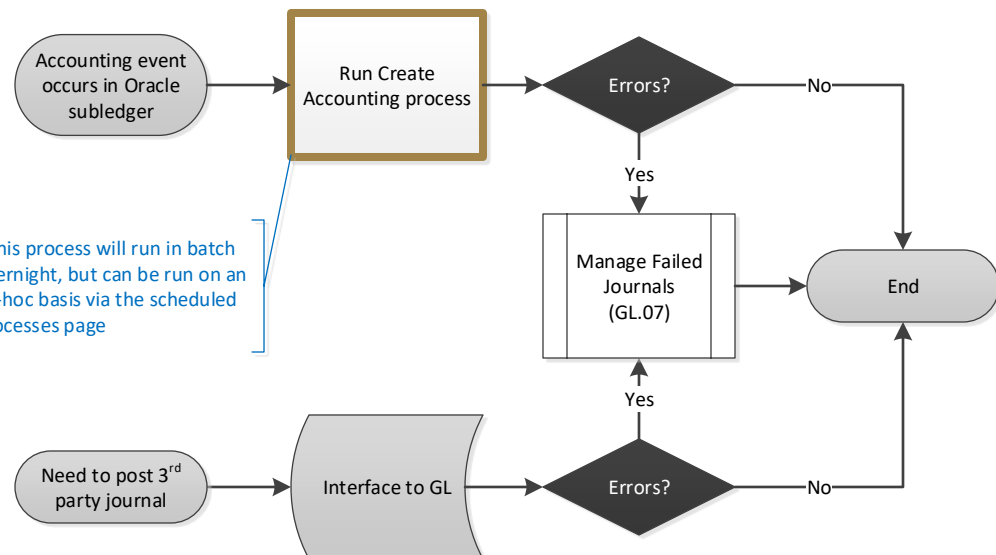 Accounting event
occurs in Oracle
subledger
Run Create
Accounting process
Errors?
No
Yes
his process will run in batch
ernight, but can be run on an
-hoc basis via the scheduled
ocesses page
Manage Failed
Journals
(GL.07)
End
Yes
Need to post 3rd
party journal
Interface to GL
Errors?
No